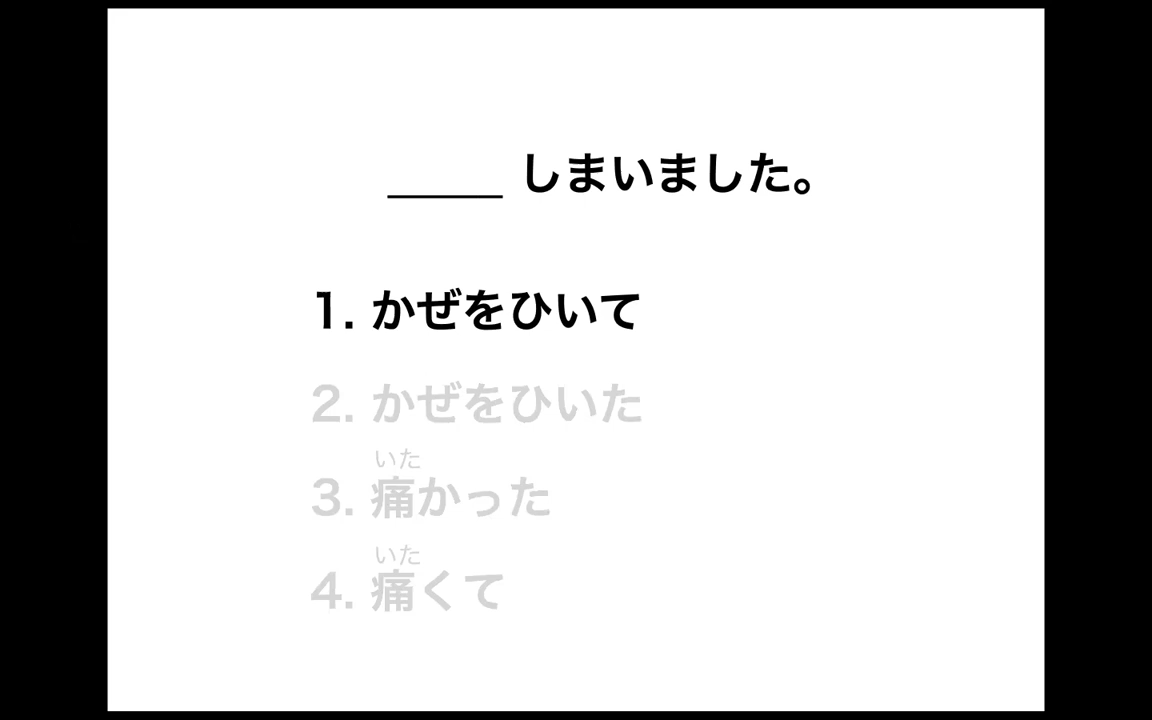 ____ しまいました。
1. かぜをひいて
2. かぜをひいた
いた
3. 痛かった
いた
4. 痛くて